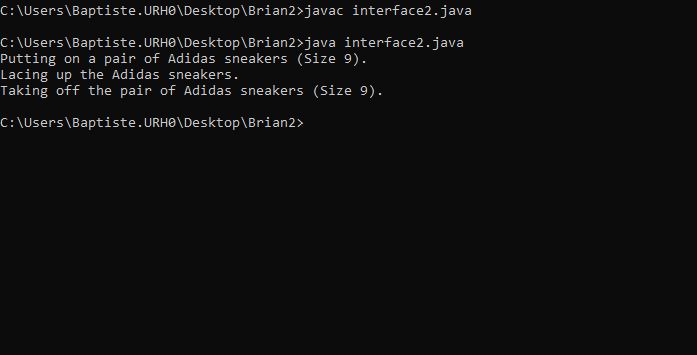 C:\Users\Baptiste.URH0\Desktop\Brian2>javac interface2.java
C:\Users\Baptiste.URH0\Desktop\Brian2>java interface2.java
Putting on a pair of Adidas sneakers (Size 9).
Lacing up the Adidas sneakers.
Taking off the pair of Adidas sneakers (Size 9).
C:\Users\Baptiste.URH0\Desktop\Brian2>